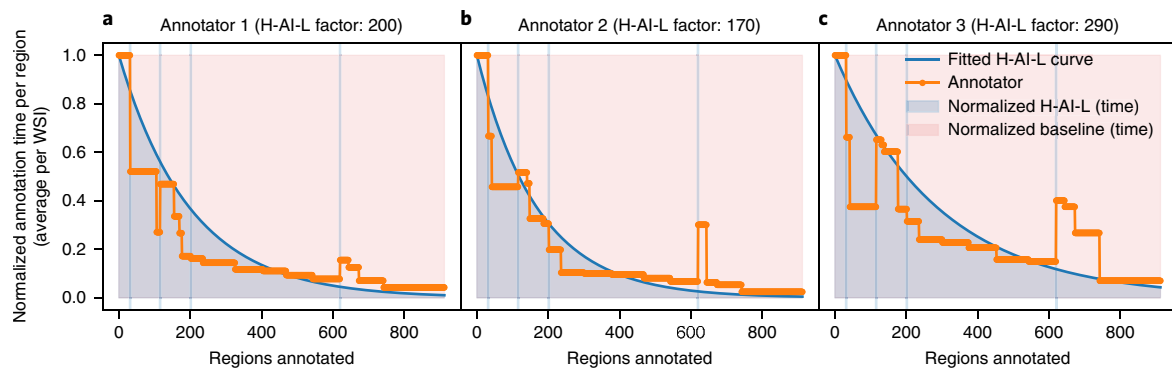 a
Annotator 1 (H-AI-L factor: 200)
b
Annotator 2 (H-AI-L factor: 170)
c
Annotator 3 (H-AI-L factor: 290)
Normalized annotation time per region
(average per WSI)
1.0
0.8
0.6
0.4
0.2
0.0
Fitted H-AI-L curve
Annotator
Normalized H-AI-L (time)
Normalized baseline (time)
0 200 400 600 800
0 200 400 600 800
0 200 400 600 800
Regions annotated
Regions annotated
Regions annotated